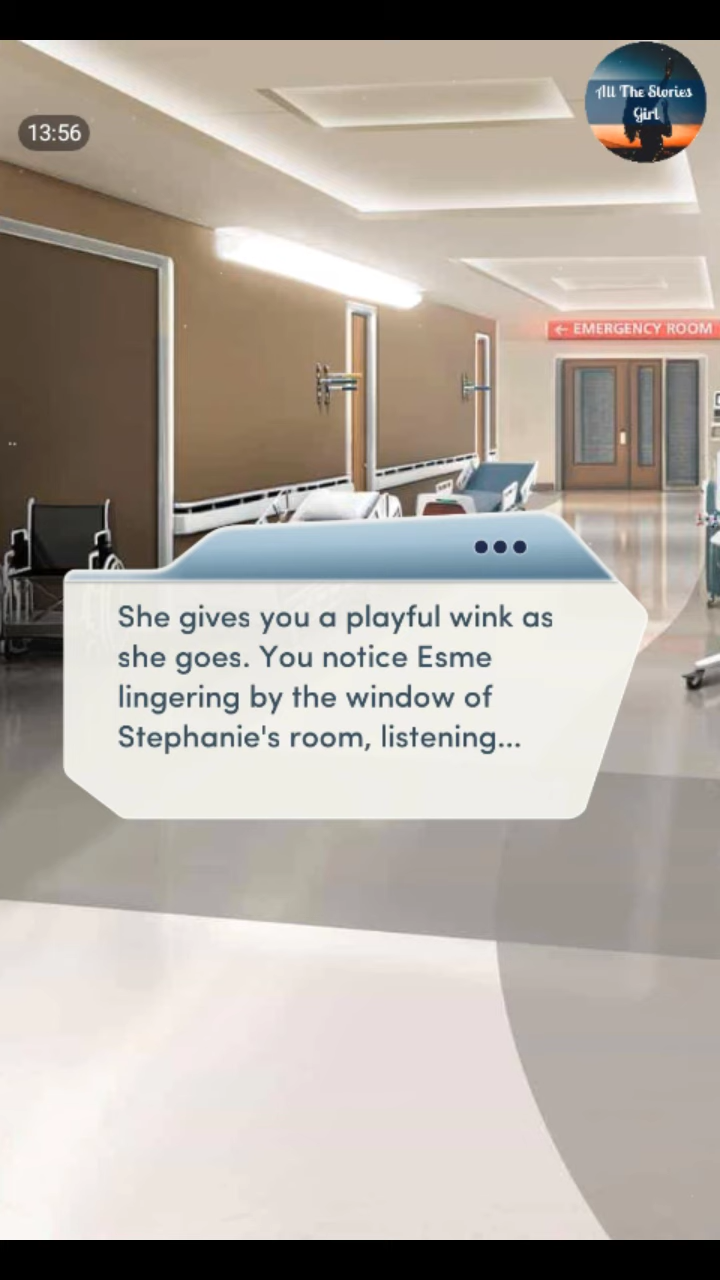 All The Stories
Girl
13:56
← EMERGENCY ROOM
She gives you a playful wink as
she goes. You notice Esme
lingering by the window of
Stephanie's room, listening...